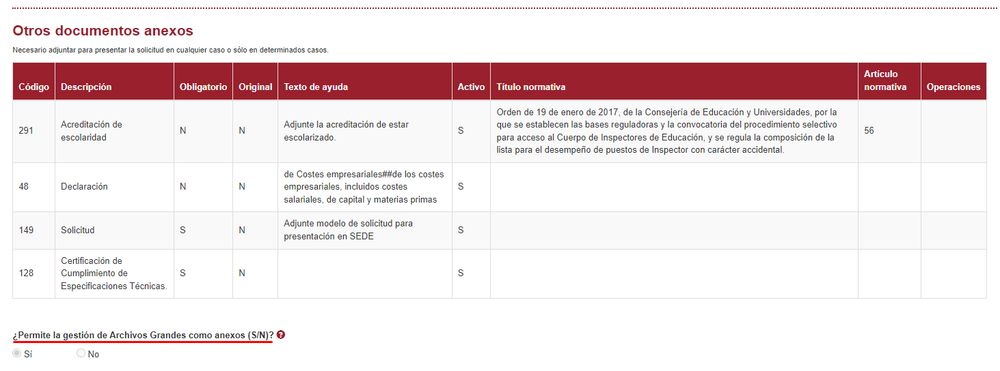 Otros documentos anexos
Necesario adjuntar para presentar la solicitud en cualquier caso o sólo en determinados casos.
Código Descripción Obligatorio Original Texto de ayuda Activo Título normativa Artículo normativa Operaciones
291
Acreditación de
escolaridad
N
N
Adjunte la acreditación de estar
escolarizado.
S
Orden de 19 de enero de 2017, de la Consejería de Educación y Universidades, por la
que se establecen las bases reguladoras y la convocatoria del procedimiento selectivo
para acceso al Cuerpo de Inspectores de Educación, y se regula la composición de la
lista para el desempeño de puestos de Inspector con carácter accidental.
56
48
Declaración
N
N
de Costes empresariales##de los costes
empresariales, incluidos costes
salariales, de capital y materias primas
S
149
Solicitud
S
N
Adjunte modelo de solicitud para
presentación en SEDE
S
128
Certificación de
Cumplimiento de
Especificaciones Técnicas.
S
N
S
¿Permite la gestión de Archivos Grandes como anexos (S/N)? ?
Sí No